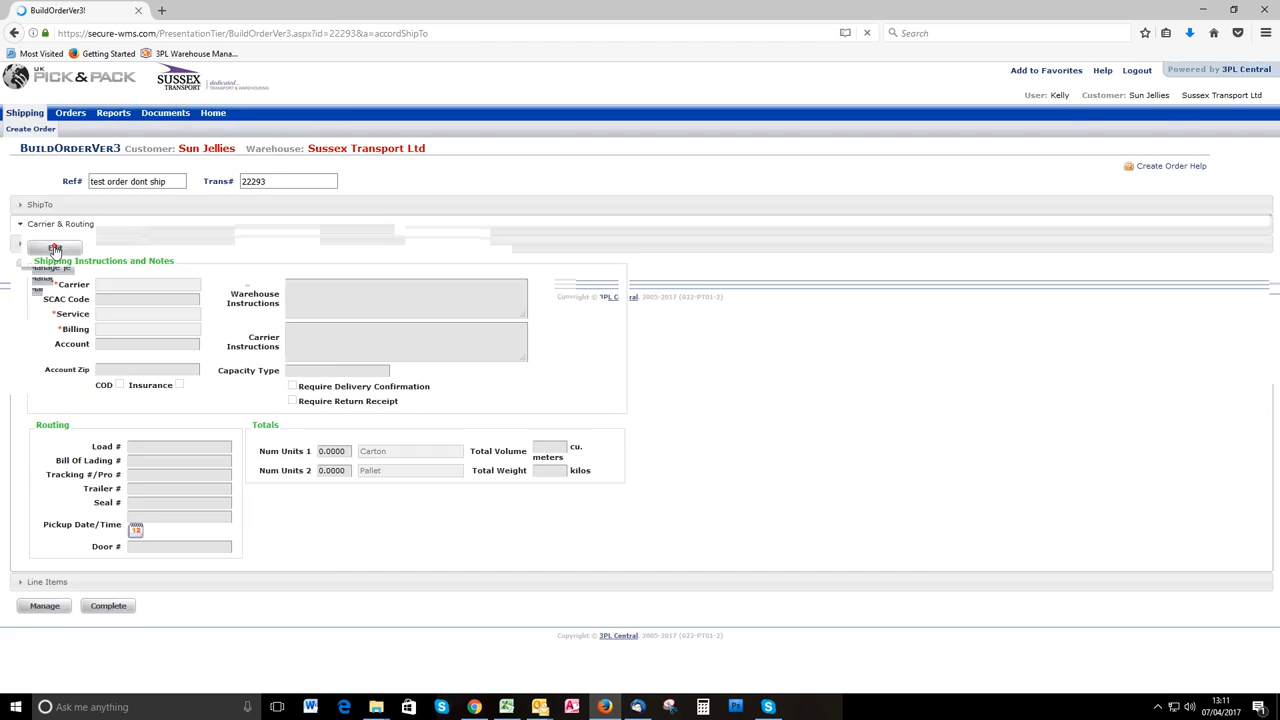 BuildOrderVer3!
https://secure-wms.com/PresentationTier/BuildOrderVer3.aspx?id=22293&a=accordShipTo
Search
Most Visited Getting Started 3PL Warehouse Mana...
UK PICK & PACK
SUSSEX TRANSPORT dedicated... TRANSPORT & WAREHOUSING
Powered by 3PL Central
Add to Favorites Help Logout
User: Kelly Customer: Sun Jellies Sussex Transport Ltd
Shipping Orders Reports Documents Home
Create Order
BUILDORDERVER3 Customer: Sun Jellies Warehouse: Sussex Transport Ltd
Create Order Help
Ref# test order dont ship Trans# 22293
ShipTo
Carrier & Routing
Shipping Instructions and Notes
*Carrier
SCAC Code
*Service
*Billing
Account
Account Zip
COD Insurance
Warehouse Instructions
Carrier Instructions
Capacity Type
Require Delivery Confirmation
Require Return Receipt
Copyright © 3PL Central. 2005-2017 (022-PT01-2)
Routing
Load #
Bill Of Lading #
Tracking #/Pro #
Trailer #
Seal #
Pickup Date/Time
12
Door #
Totals
Num Units 1 0.0000 Carton Total Volume cu. meters
Num Units 2 0.0000 Pallet Total Weight kilos
Line Items
Manage Complete
Copyright © 3PL Central. 2005-2017 (022-PT01-2)
Ask me anything
13:11
07/04/2017